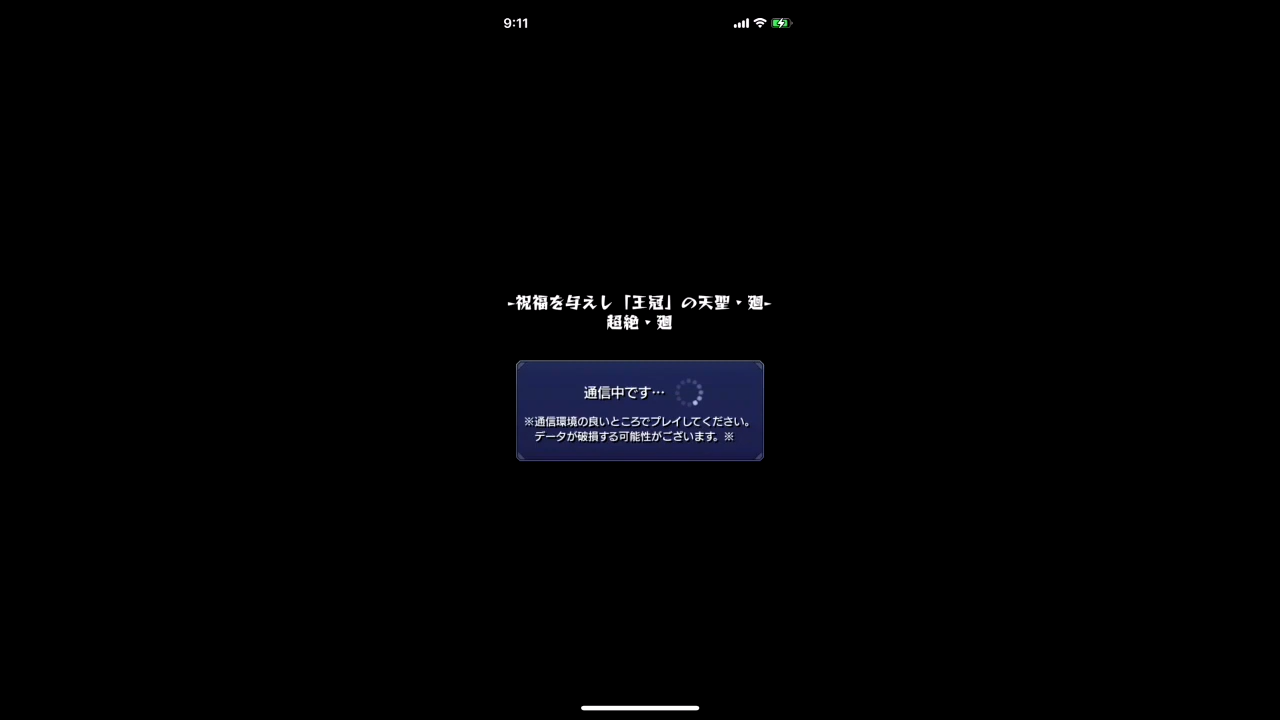 9:11
-祝福を与えし「王冠」の天聖・廻-
超絶・廻
通信中です…
※通信環境の良いところでプレイしてください。
データが破損する可能性がございます。※